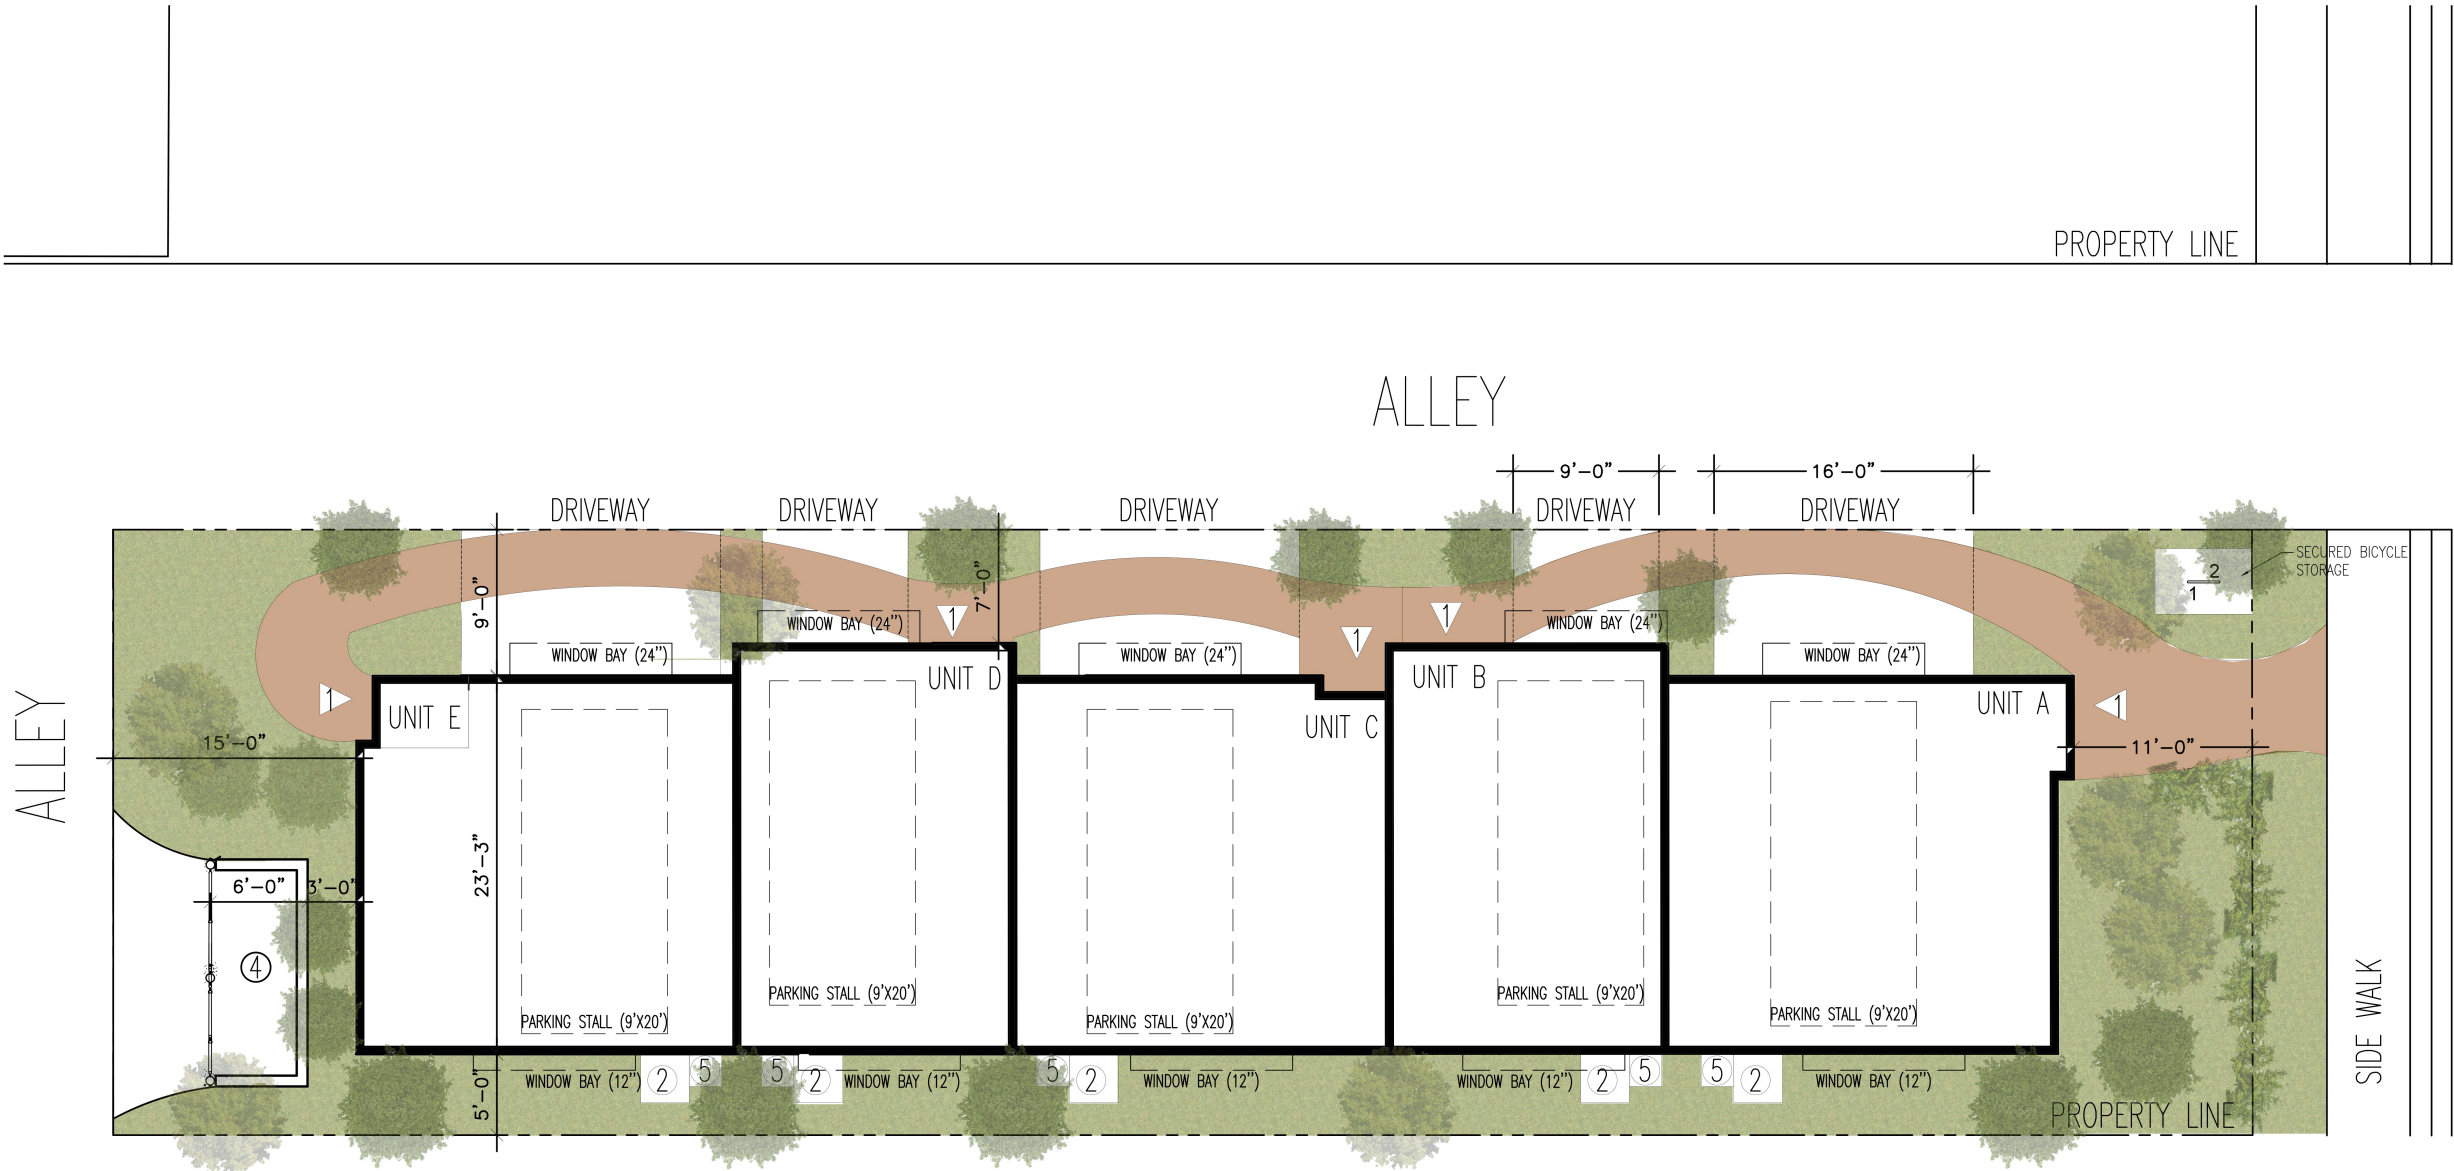 PROPERTY LINE
ALLEY
9'-0"
16'-0"
DRIVEWAY
DRIVEWAY
DRIVEWAY
DRIVEWAY
DRIVEWAY
SECURED BICYCLE
STORAGE
2
1
9'-0"
7'-0"
WINDOW BAY (24")
WINDOW BAY (24")
WINDOW BAY (24")
WINDOW BAY (24")
WINDOW BAY (24")
1
1
1
1
1
UNIT E
UNIT D
UNIT C
UNIT B
UNIT A
ALLEY
15'-0"
11'-0"
23'-3"
6'-0"
3'-0"
4
PARKING STALL (9'X20')
PARKING STALL (9'X20')
PARKING STALL (9'X20')
PARKING STALL (9'X20')
PARKING STALL (9'X20')
SIDE WALK
5'-0"
WINDOW BAY (12")
2
5
5
2
WINDOW BAY (12")
5
2
WINDOW BAY (12")
WINDOW BAY (12")
2
5
5
2
WINDOW BAY (12")
PROPERTY LINE